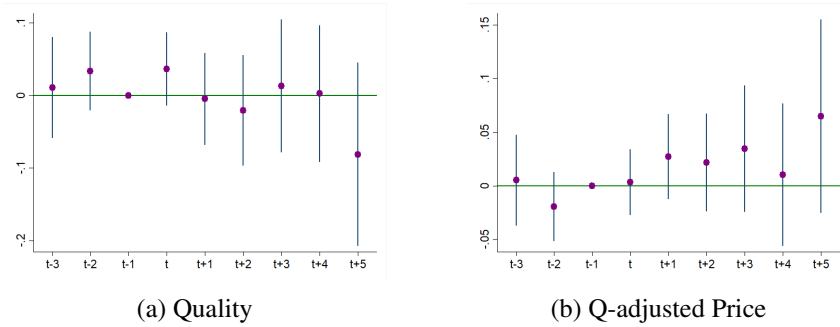 .1
0
-.1
-.2
t-3 t-2 t-1 t t+1 t+2 t+3 t+4 t+5
(a) Quality
.15
.1
.05
0
-.05
t-3 t-2 t-1 t t+1 t+2 t+3 t+4 t+5
(b) Q-adjusted Price